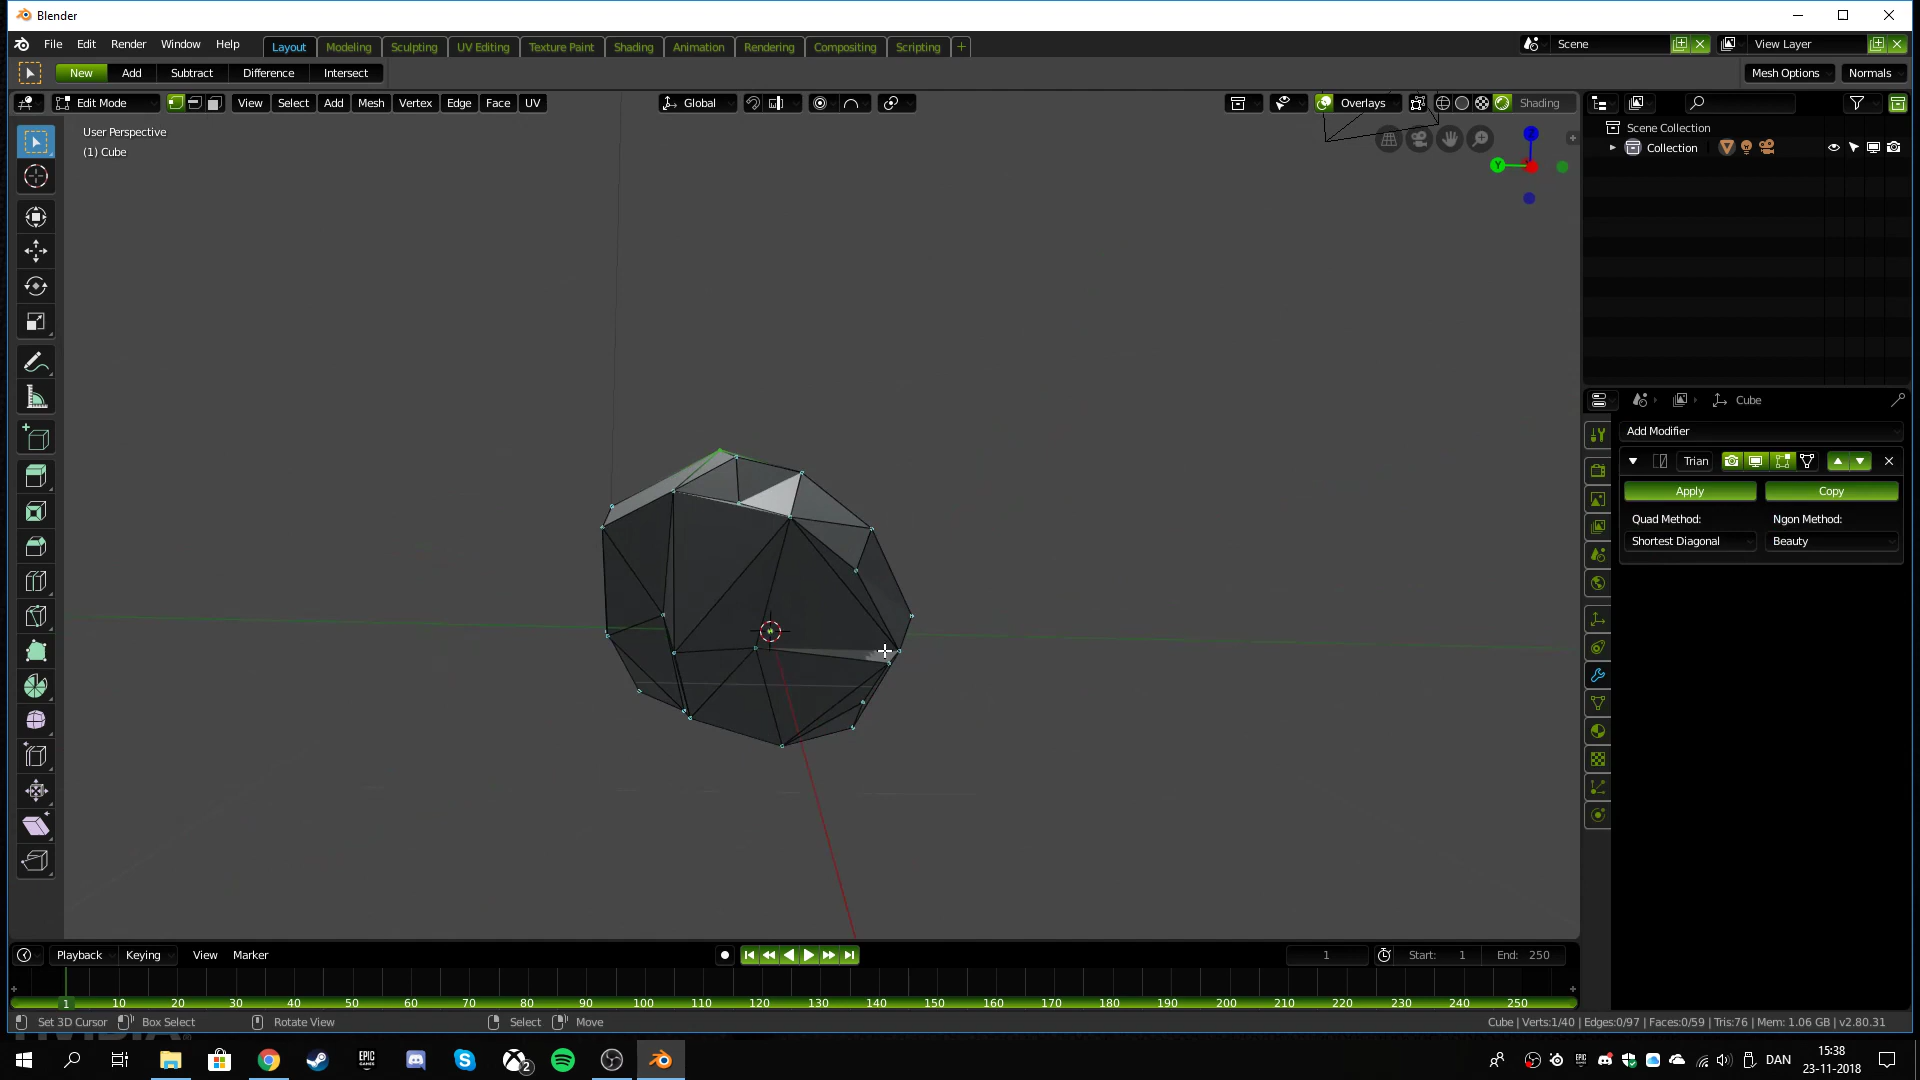 Blender
File Edit Render Window Help Layout Modeling Sculpting UV Editing Texture Paint Shading Animation Rendering Compositing Scripting + Scene View Layer
New Add Subtract Difference Intersect Mesh Options Normals
Edit Mode View Select Add Mesh Vertex Edge Face UV Global Overlays Shading
User Perspective
(1) Cube
Z
Y
Scene Collection
Collection
Cube
Add Modifier
Trian
Apply Copy
Quad Method: Ngon Method:
Shortest Diagonal Beauty
Playback Keying View Marker 1 Start: 1 End: 250
1 10 20 30 40 50 60 70 80 90 100 110 120 130 140 150 160 170 180 190 200 210 220 230 240 250
Set 3D Cursor Box Select Rotate View Select Move Cube | Verts:1/40 | Edges:0/97 | Faces:0/59 | Tris:76 | Mem: 1.06 GB | v2.80.31
EPIC GAMES 2 DAN 15:38
23-11-2018